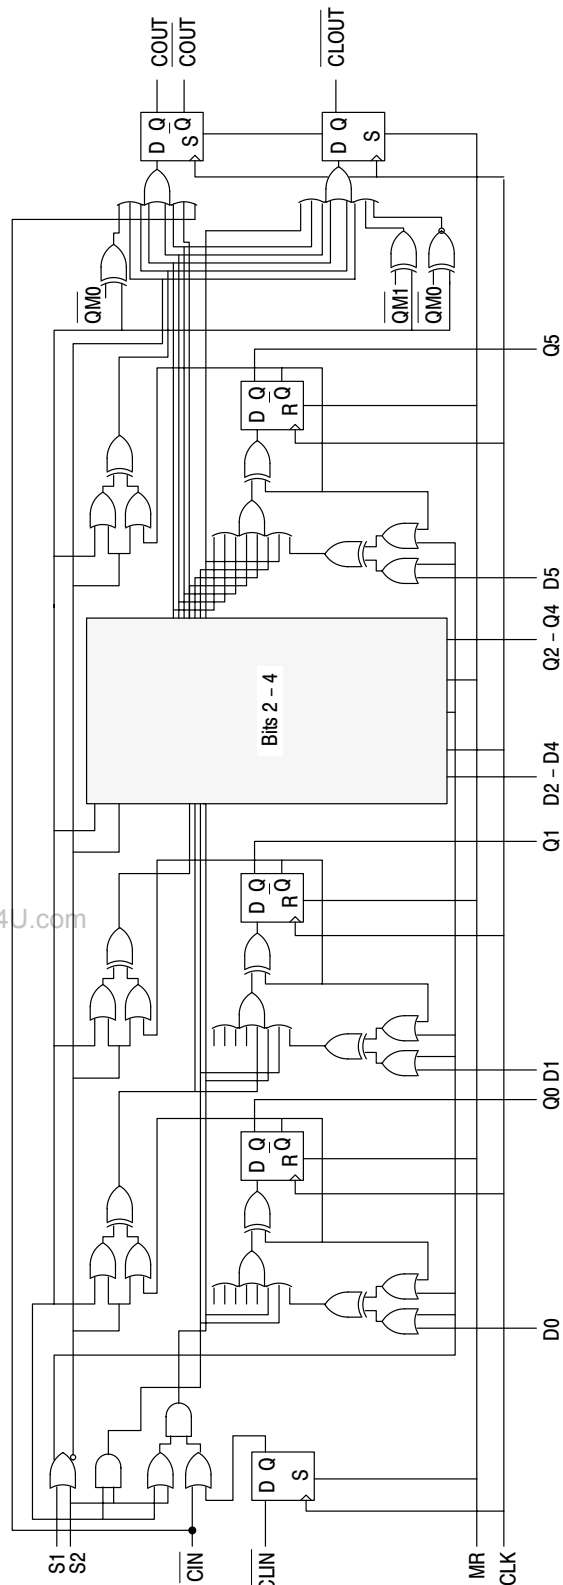 COUT
COUT
CLOUT
D Q
Q
S
D Q
S
QM0
QM1
QM0
Q5
D Q
Q
R
D5
Q2 – Q4
Bits 2 – 4
D2 – D4
Q1
4U.com
D Q
Q
R
D1
Q0
D Q
Q
R
D0
D Q
S
S1
S2
CIN
CLIN
MR
CLK